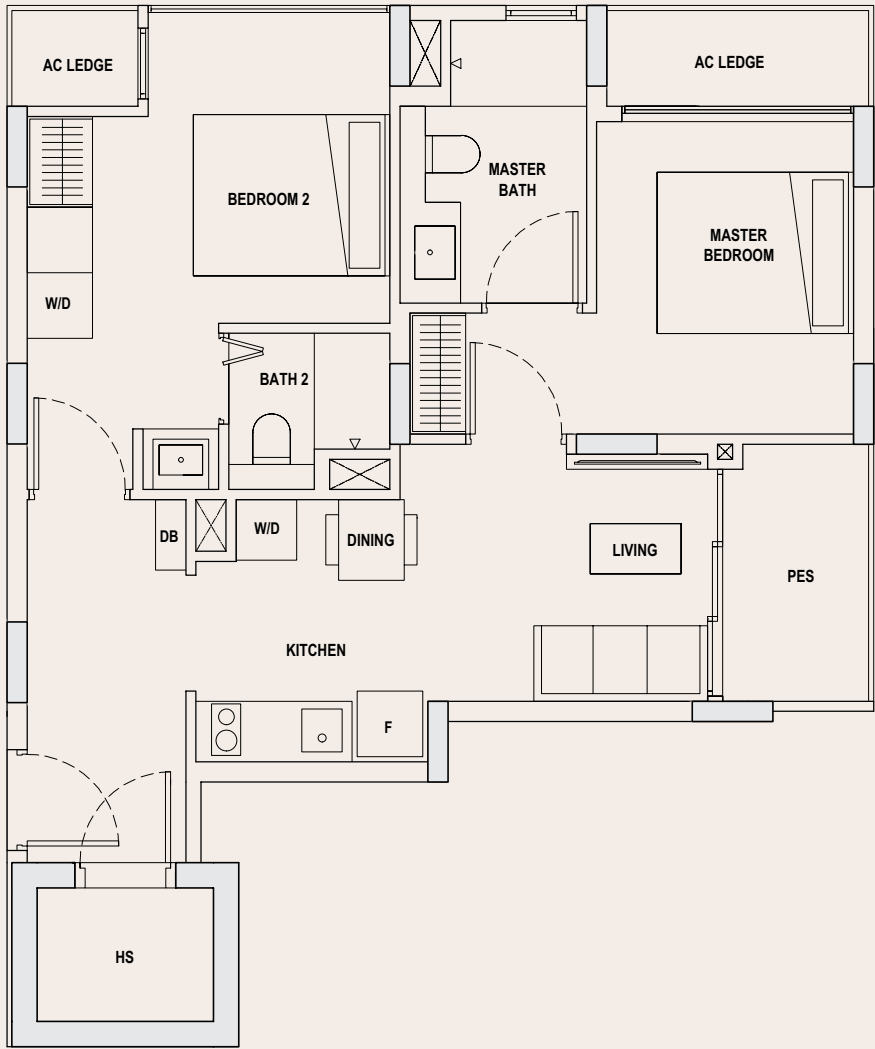 AC LEDGE
AC LEDGE
BEDROOM 2
MASTER
BATH
MASTER
BEDROOM
W/D
BATH 2
DB
W/D
DINING
LIVING
PES
KITCHEN
F
HS